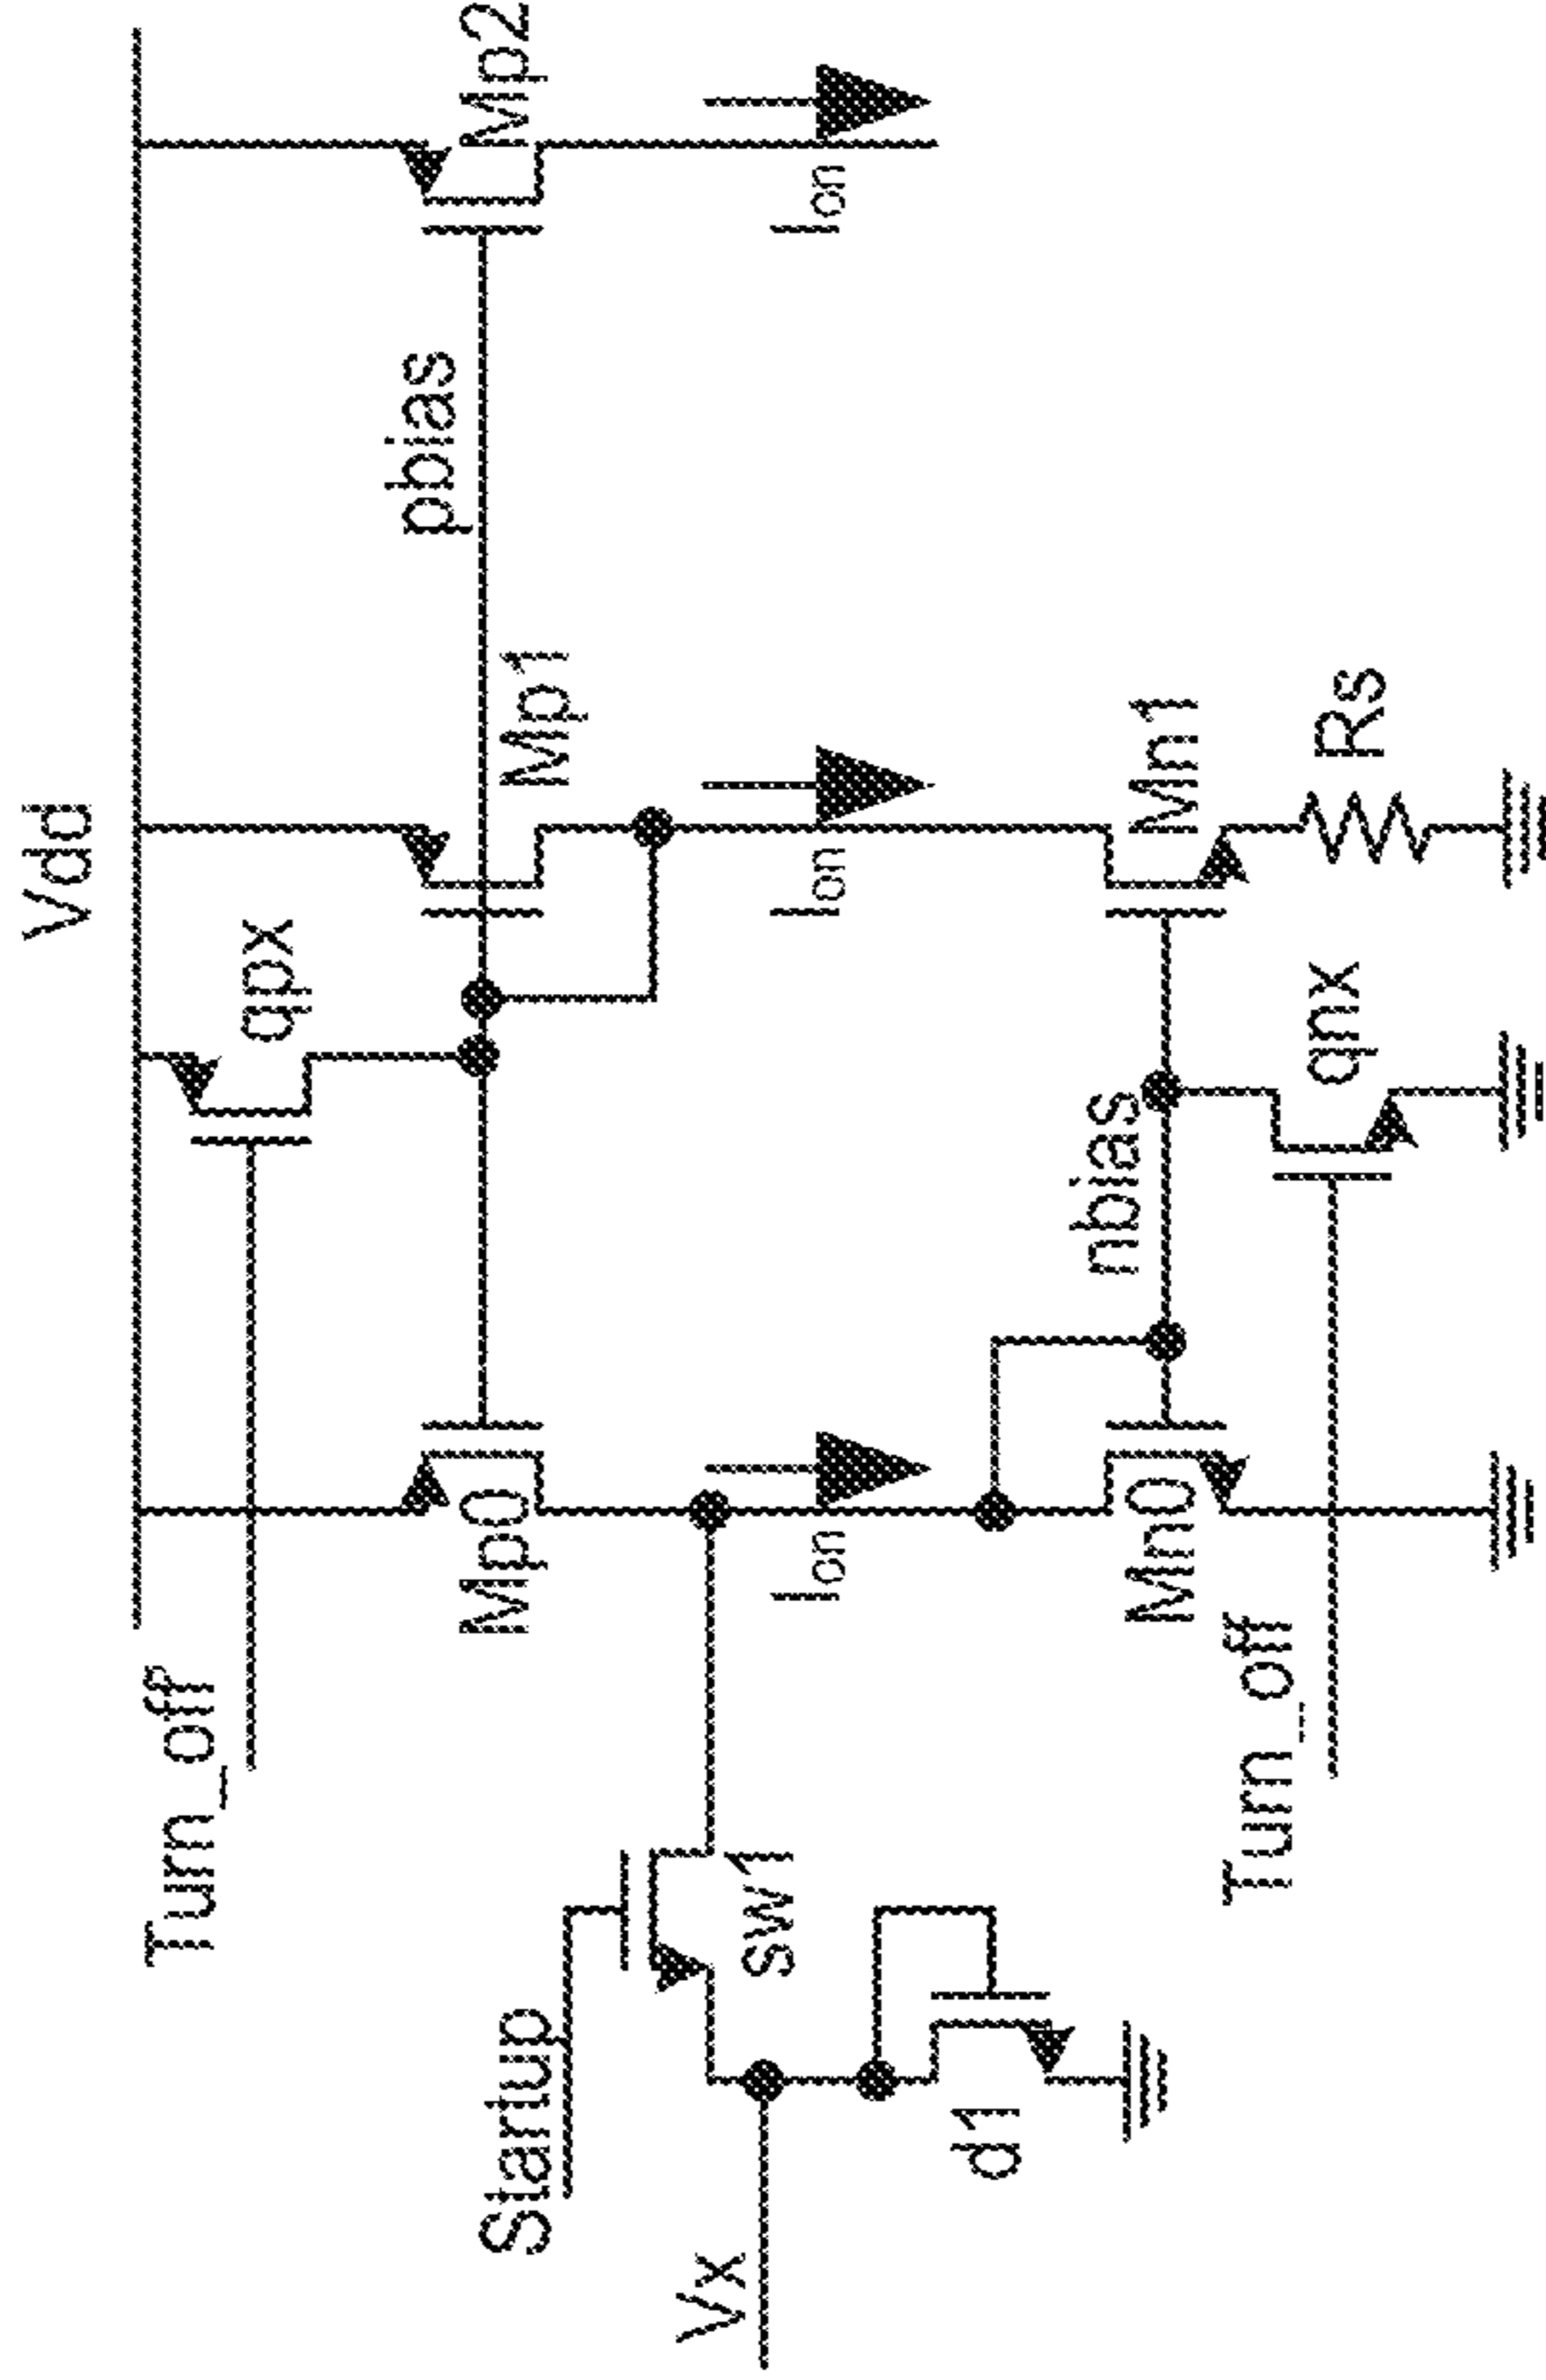 Vdd
Turn_off
qpx
Mp0
Mp1
pbias
Mp2
Startup
sw1
Vx
Ion
Ion
Ion
d1
nbias
Mn0
Mn1
qnx
Turn_off
Rs